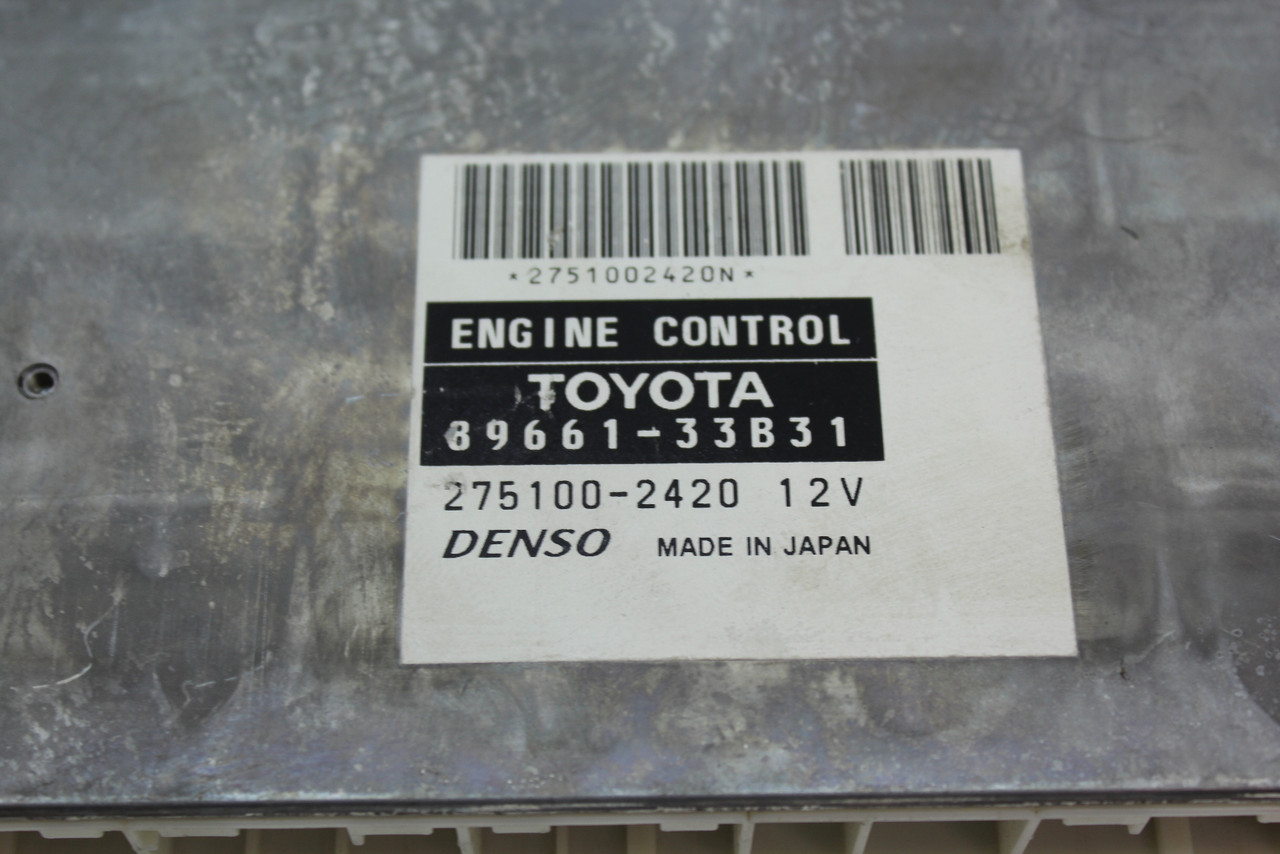 *2751002420N*
ENGINE CONTROL
TOYOTA
89661-33B31
275100-2420 12V
DENSO MADE IN JAPAN